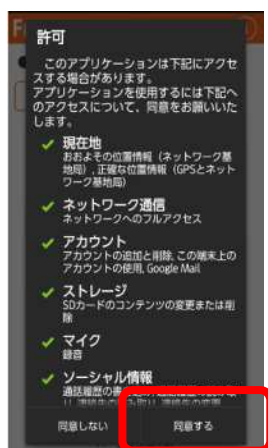 許可
このアプリケーションは下記にアクセ
スする場合があります。
アプリケーションを使用するには下記へ
のアクセスについて、同意をお願いいた
します。
現在地
おおよその位置情報（ネットワーク基
地局）, 正確な位置情報（GPSとネット
ワーク基地局）
ネットワーク通信
ネットワークへのフルアクセス
アカウント
アカウントの追加と削除, この端末上の
アカウントの使用, Google Mail
ストレージ
SDカードのコンテンツの変更または削
除
マイク
録音
ソーシャル情報
同意しない
同意する